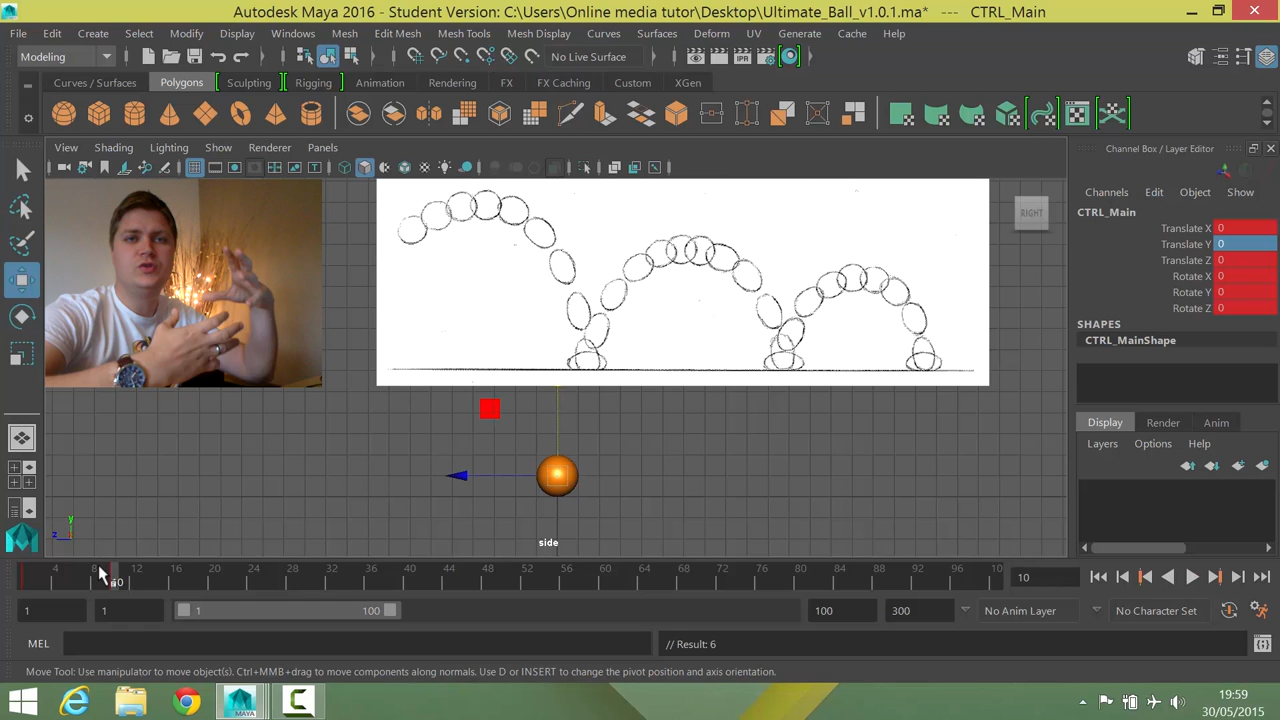 Autodesk Maya 2016 - Student Version: C:\Users\Online media tutor\Desktop\Ultimate_Ball_v1.0.1.ma* --- CTRL_Main
File Edit Create Select Modify Display Windows Mesh Edit Mesh Mesh Tools Mesh Display Curves Surfaces Deform UV Generate Cache Help
Modeling No Live Surface IPR
Curves / Surfaces Polygons Sculpting Rigging Animation Rendering FX FX Caching Custom XGen
View Shading Lighting Show Renderer Panels
Channel Box / Layer Editor
Channels Edit Object Show
CTRL_Main
RIGHT
Translate X 0
Translate Y 0
Translate Z 0
Rotate X 0
Rotate Y 0
Rotate Z 0
SHAPES
CTRL_MainShape
Display Render Anim
Layers Options Help
y
z
side
4 8 12 16 20 24 28 32 36 40 44 48 52 56 60 64 68 72 76 80 84 88 92 96 100
10
10
1 1 1 100 100 300 No Anim Layer No Character Set
MEL // Result: 6
Move Tool: Use manipulator to move object(s). Ctrl+MMB+drag to move components along normals. Use D or INSERT to change the pivot position and axis orientation.
MAYA
19:59
30/05/2015